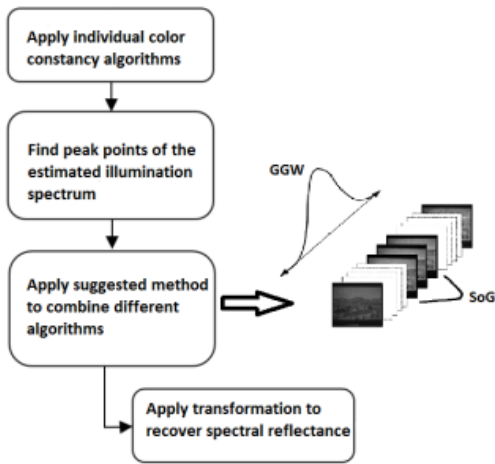 Apply individual color
constancy algorithms
Find peak points of the
estimated illumination
spectrum
GGW
Apply suggested method
to combine different
algorithms
SoG
Apply transformation to
recover spectral reflectance